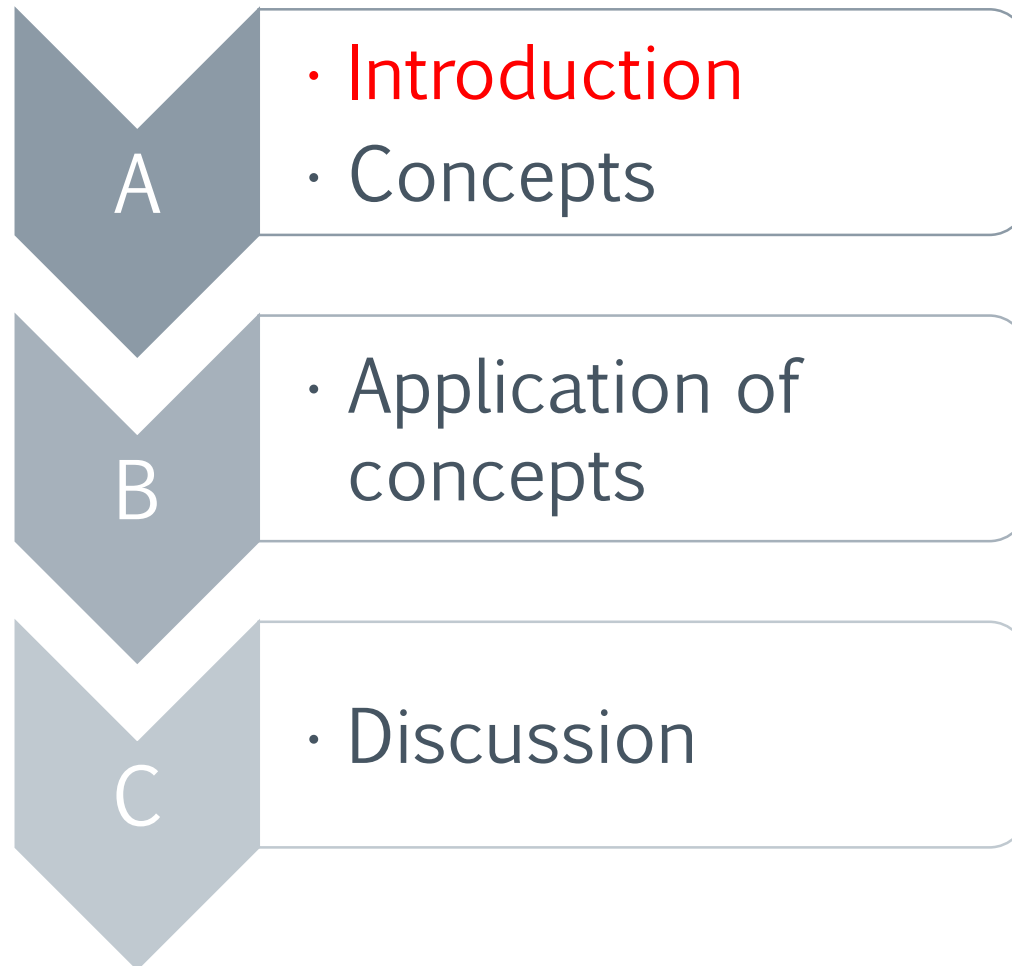 A
· Introduction
· Concepts
B
· Application of
concepts
C
· Discussion